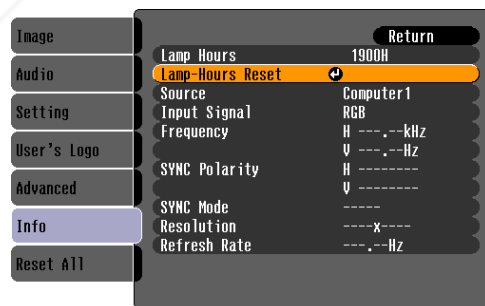 Image
Audio
Setting
User's Logo
Advanced
Info
Reset All
Return
Lamp Hours 1900H
Lamp-Hours Reset
Source Computer1
Input Signal RGB
Frequency H ---.--kHz
V ---.--Hz
SYNC Polarity H --------
V --------
SYNC Mode -----
Resolution ----x----
Refresh Rate ---.--Hz